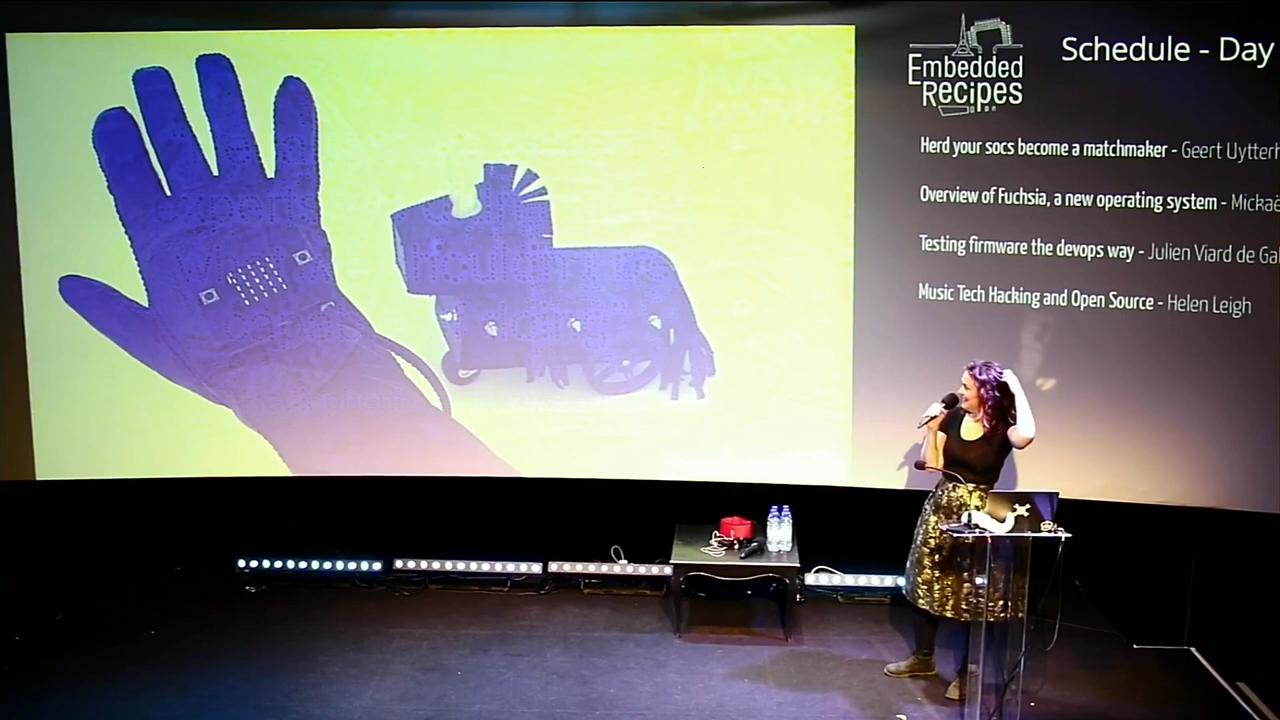 Embedded
Recipes
Schedule - Day
Herd your socs become a matchmaker - Geert Uytterh
Overview of Fuchsia, a new operating system - Mickaë
Testing firmware the devops way - Julien Viard de Gal
Music Tech Hacking and Open Source - Helen Leigh